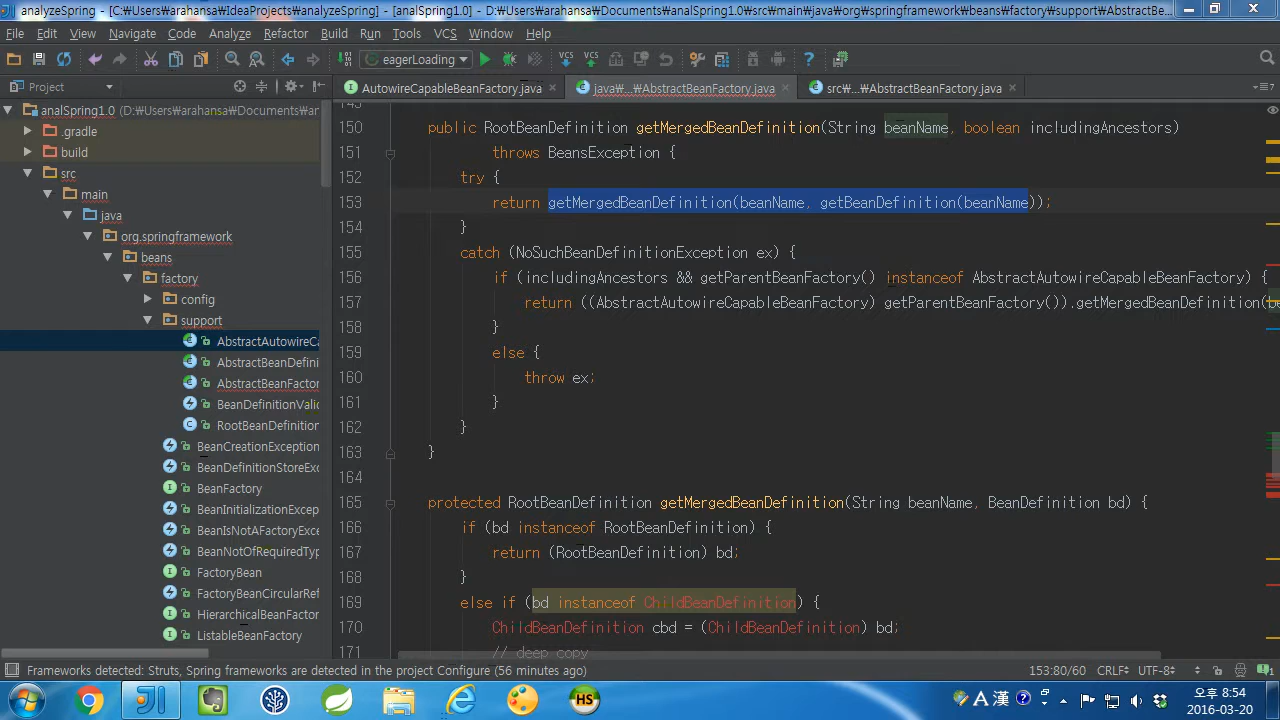 analyzeSpring - [C:₩Users₩arahansa₩IdeaProjects₩analyzeSpring] - [analSpring1.0] - D:₩Users₩arahansa₩Documents₩analSpring1.0₩src₩main₩java₩org₩springframework₩beans₩factory₩support₩AbstractBe...
File Edit View Navigate Code Analyze Refactor Build Run Tools VCS Window Help
eagerLoading
VCS VCS
Project
AutowireCapableBeanFactory.java
java₩...₩AbstractBeanFactory.java
src₩...₩AbstractBeanFactory.java
7
analSpring1.0 (D:₩Users₩arahansa₩Documents₩an
.gradle
build
src
main
java
org.springframework
beans
factory
config
support
AbstractAutowireCa
AbstractBeanDefini
AbstractBeanFactor
BeanDefinitionValid
RootBeanDefinition
BeanCreationException
BeanDefinitionStoreExc
BeanFactory
BeanInitializationExcep
BeanIsNotAFactoryExce
BeanNotOfRequiredTyp
FactoryBean
FactoryBeanCircularRef
HierarchicalBeanFactor
ListableBeanFactory
149
150 public RootBeanDefinition getMergedBeanDefinition(String beanName, boolean includingAncestors)
151 throws BeansException {
152 try {
153 return getMergedBeanDefinition(beanName, getBeanDefinition(beanName));
154 }
155 catch (NoSuchBeanDefinitionException ex) {
156 if (includingAncestors && getParentBeanFactory() instanceof AbstractAutowireCapableBeanFactory) {
157 return ((AbstractAutowireCapableBeanFactory) getParentBeanFactory()).getMergedBeanDefinition(be
158 }
159 else {
160 throw ex;
161 }
162 }
163 }
164
165 protected RootBeanDefinition getMergedBeanDefinition(String beanName, BeanDefinition bd) {
166 if (bd instanceof RootBeanDefinition) {
167 return (RootBeanDefinition) bd;
168 }
169 else if (bd instanceof ChildBeanDefinition) {
170 ChildBeanDefinition cbd = (ChildBeanDefinition) bd;
171 // deep copy
Frameworks detected: Struts, Spring frameworks are detected in the project Configure (56 minutes ago)
153:80/60 CRLF UTF-8
1
HS
A 漢
오후 8:54
2016-03-20